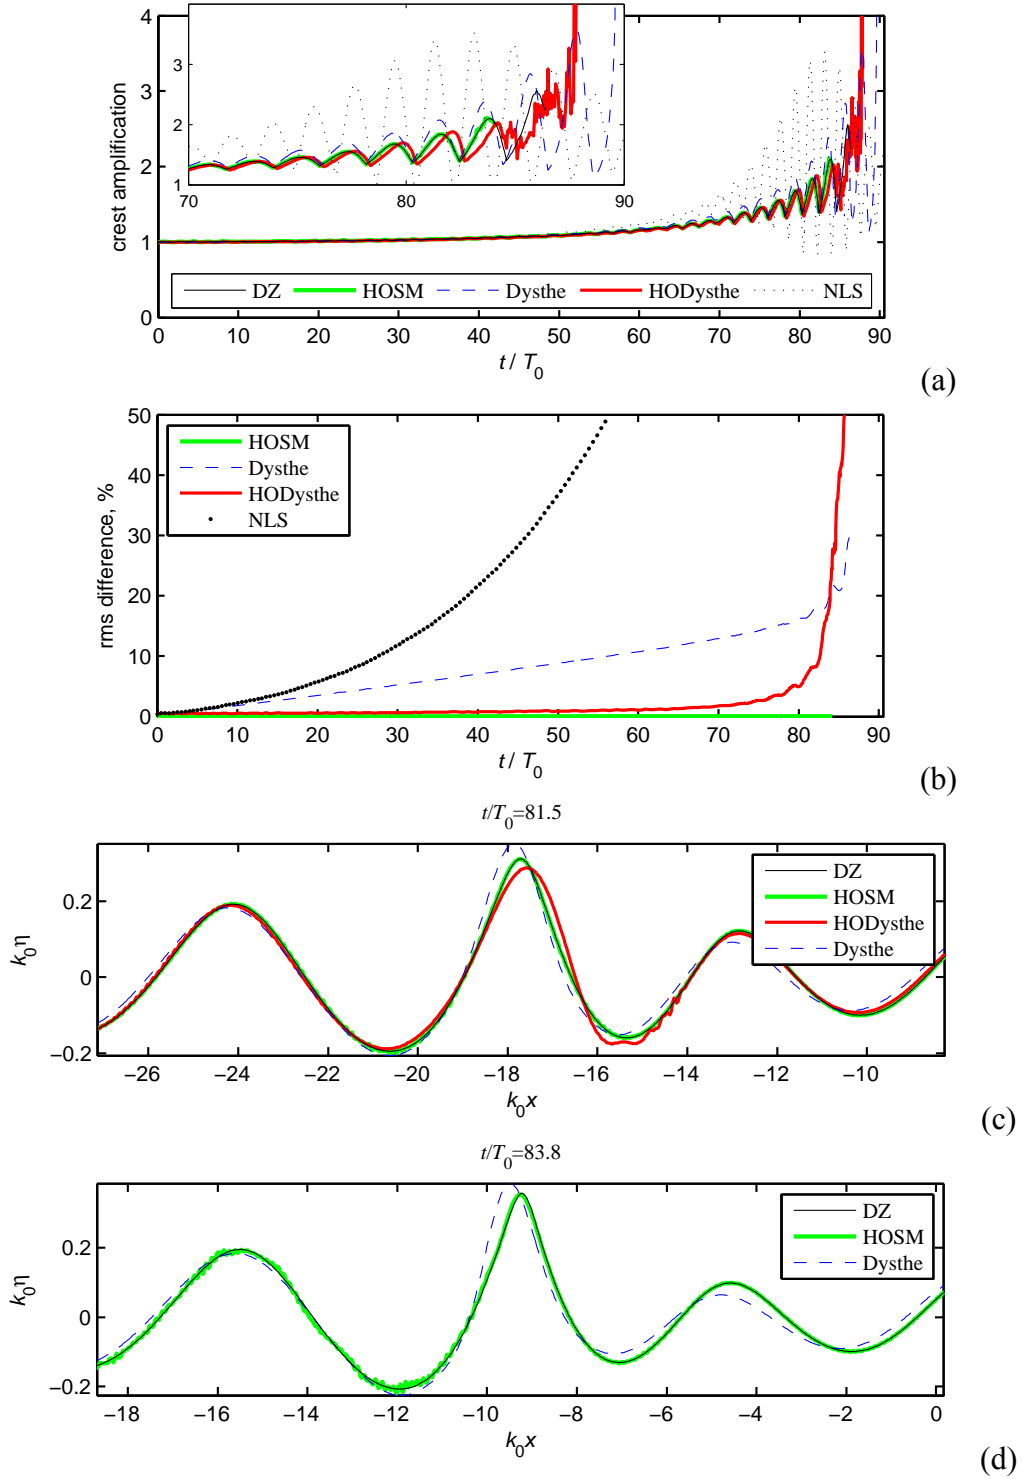 4
3
2
1
0
crest amplification
3
2
1
70 80 90
DZ HOSM Dysthe HODysthe NLS
0 10 20 30 40 50 60 70 80 90
t / T0
(a)
50
40
30
20
10
0
rms difference, %
HOSM
Dysthe
HODysthe
NLS
0 10 20 30 40 50 60 70 80 90
t / T0
(b)
t/T0=81.5
0.2
0
−0.2
k0η
DZ
HOSM
HODysthe
Dysthe
−26 −24 −22 −20 −18 −16 −14 −12 −10
k0x
(c)
t/T0=83.8
0.2
0
−0.2
k0η
DZ
HOSM
Dysthe
−18 −16 −14 −12 −10 −8 −6 −4 −2 0
k0x
(d)